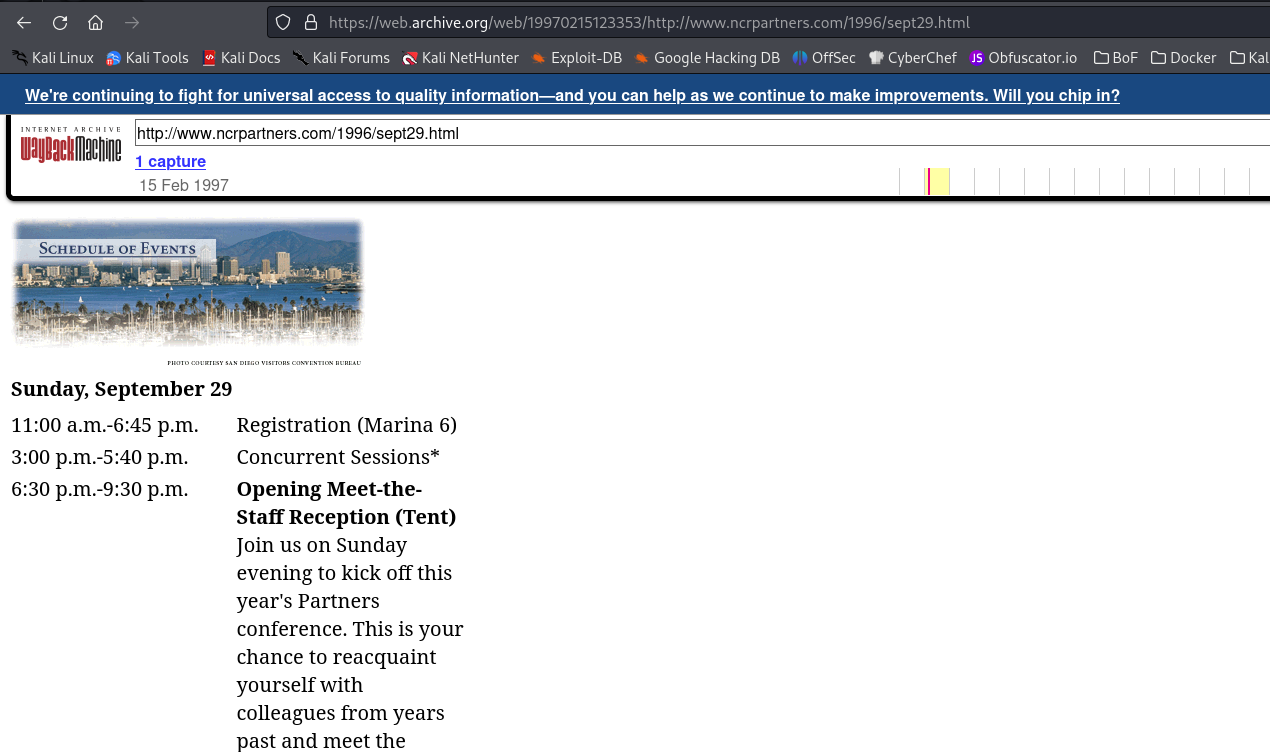 https://web.archive.org/web/19970215123353/http://www.ncrpartners.com/1996/sept29.html
Kali Linux Kali Tools Kali Docs Kali Forums Kali NetHunter Exploit-DB Google Hacking DB OffSec CyberChef JS Obfuscator.io BoF Docker Kal
We're continuing to fight for universal access to quality information—and you can help as we continue to make improvements. Will you chip in?
INTERNET ARCHIVE
WayBackMachine
http://www.ncrpartners.com/1996/sept29.html
1 capture
15 Feb 1997
SCHEDULE OF EVENTS
PHOTO COURTESY SAN DIEGO VISITORS CONVENTION BUREAU
Sunday, September 29
11:00 a.m.-6:45 p.m. Registration (Marina 6)
3:00 p.m.-5:40 p.m. Concurrent Sessions*
6:30 p.m.-9:30 p.m. Opening Meet-the-
Staff Reception (Tent)
Join us on Sunday
evening to kick off this
year's Partners
conference. This is your
chance to reacquaint
yourself with
colleagues from years
past and meet the